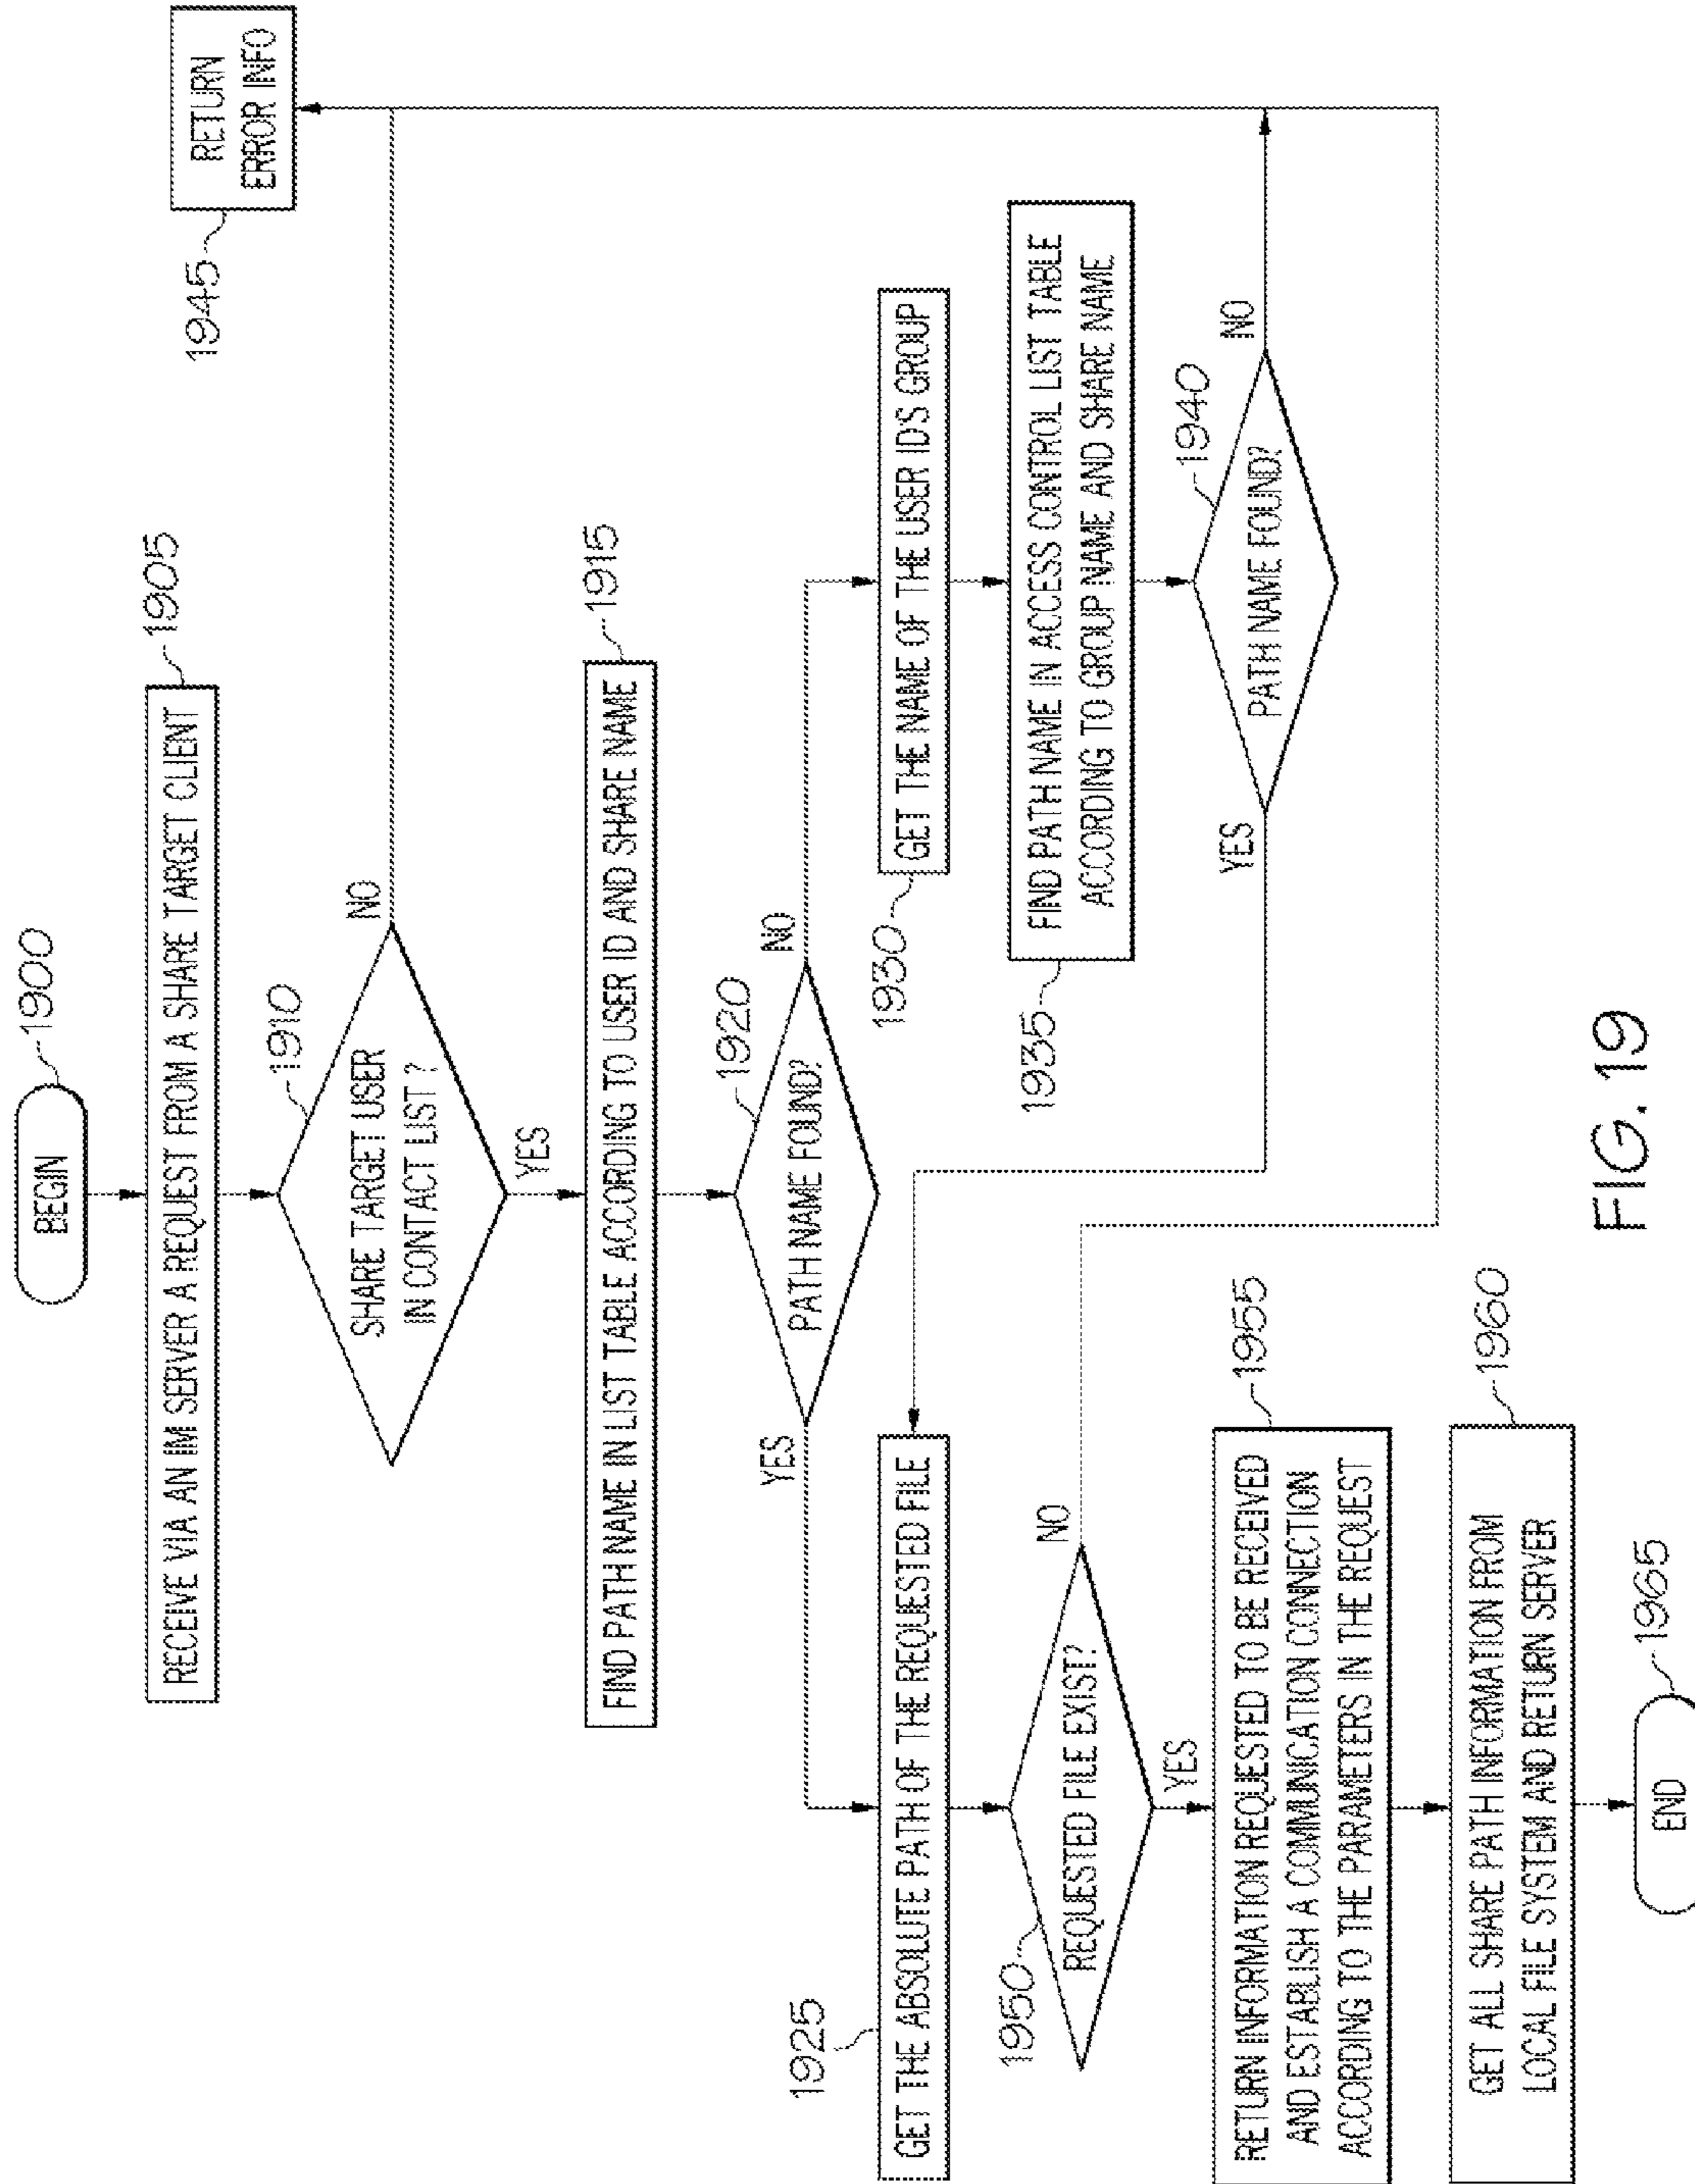 BEGIN
1900
RECEIVE VIA AN IM SERVER A REQUEST FROM A SHARE TARGET CLIENT
1905
SHARE TARGET USER
IN CONTACT LIST?
1910
NO
YES
RETURN
ERROR INFO
1945
FIND PATH NAME IN LIST TABLE ACCORDING TO USER ID AND SHARE NAME
1915
PATH NAME FOUND?
1920
YES
NO
GET THE ABSOLUTE PATH OF THE REQUESTED FILE
1925
GET THE NAME OF THE USER IDS GROUP
1930
FIND PATH NAME IN ACCESS CONTROL LIST TABLE
ACCORDING TO GROUP NAME AND SHARE NAME
1935
PATH NAME FOUND?
1940
YES
NO
REQUESTED FILE EXIST?
1950
NO
YES
RETURN INFORMATION REQUESTED TO BE RECEIVED
AND ESTABLISH A COMMUNICATION CONNECTION
ACCORDING TO THE PARAMETERS IN THE REQUEST
1955
GET ALL SHARE PATH INFORMATION FROM
LOCAL FILE SYSTEM AND RETURN SERVER
1960
END
1965
FIG. 19